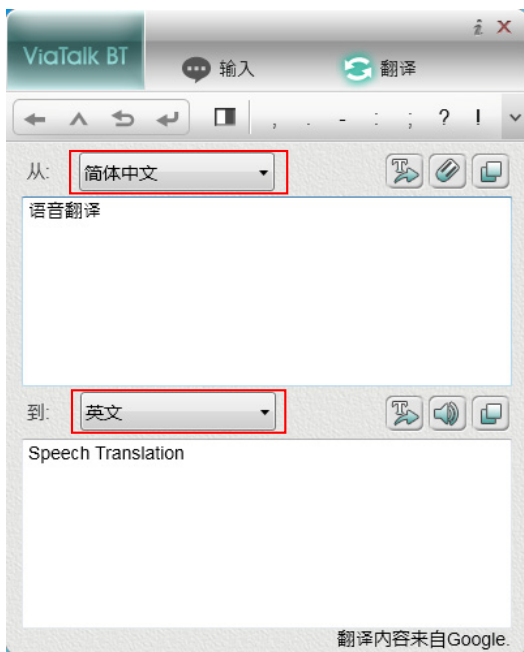 ViaTalk BT
输入
翻译
, . - : ; ? !
从: 简体中文
语音翻译
到: 英文
Speech Translation
翻译内容来自Google.